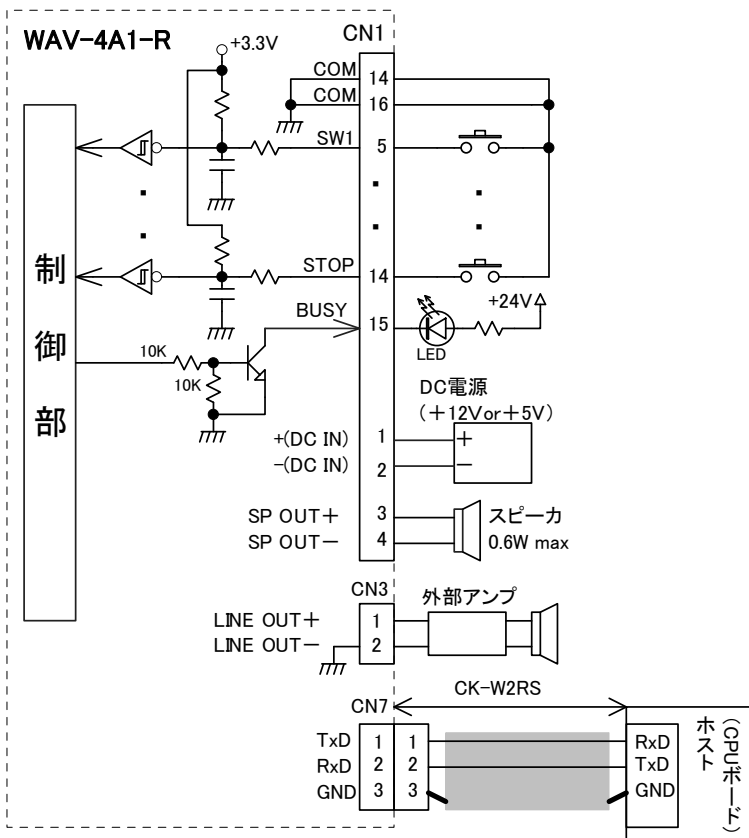 WAV-4A1-R
+3.3V
CN1
COM
14
COM
16
SW1
5
STOP
14
+24V
BUSY
15
LED
制御部
10K
10K
DC電源
(+12Vor+5V)
+(DC IN)
1
+
-(DC IN)
2
-
SP OUT+
3
スピーカ
SP OUT-
4
0.6W max
CN3
外部アンプ
LINE OUT+
1
LINE OUT-
2
CK-W2RS
CN7
TxD
1
1
RxD
RxD
2
2
TxD
GND
3
3
GND
ホスト
(CPUボード)